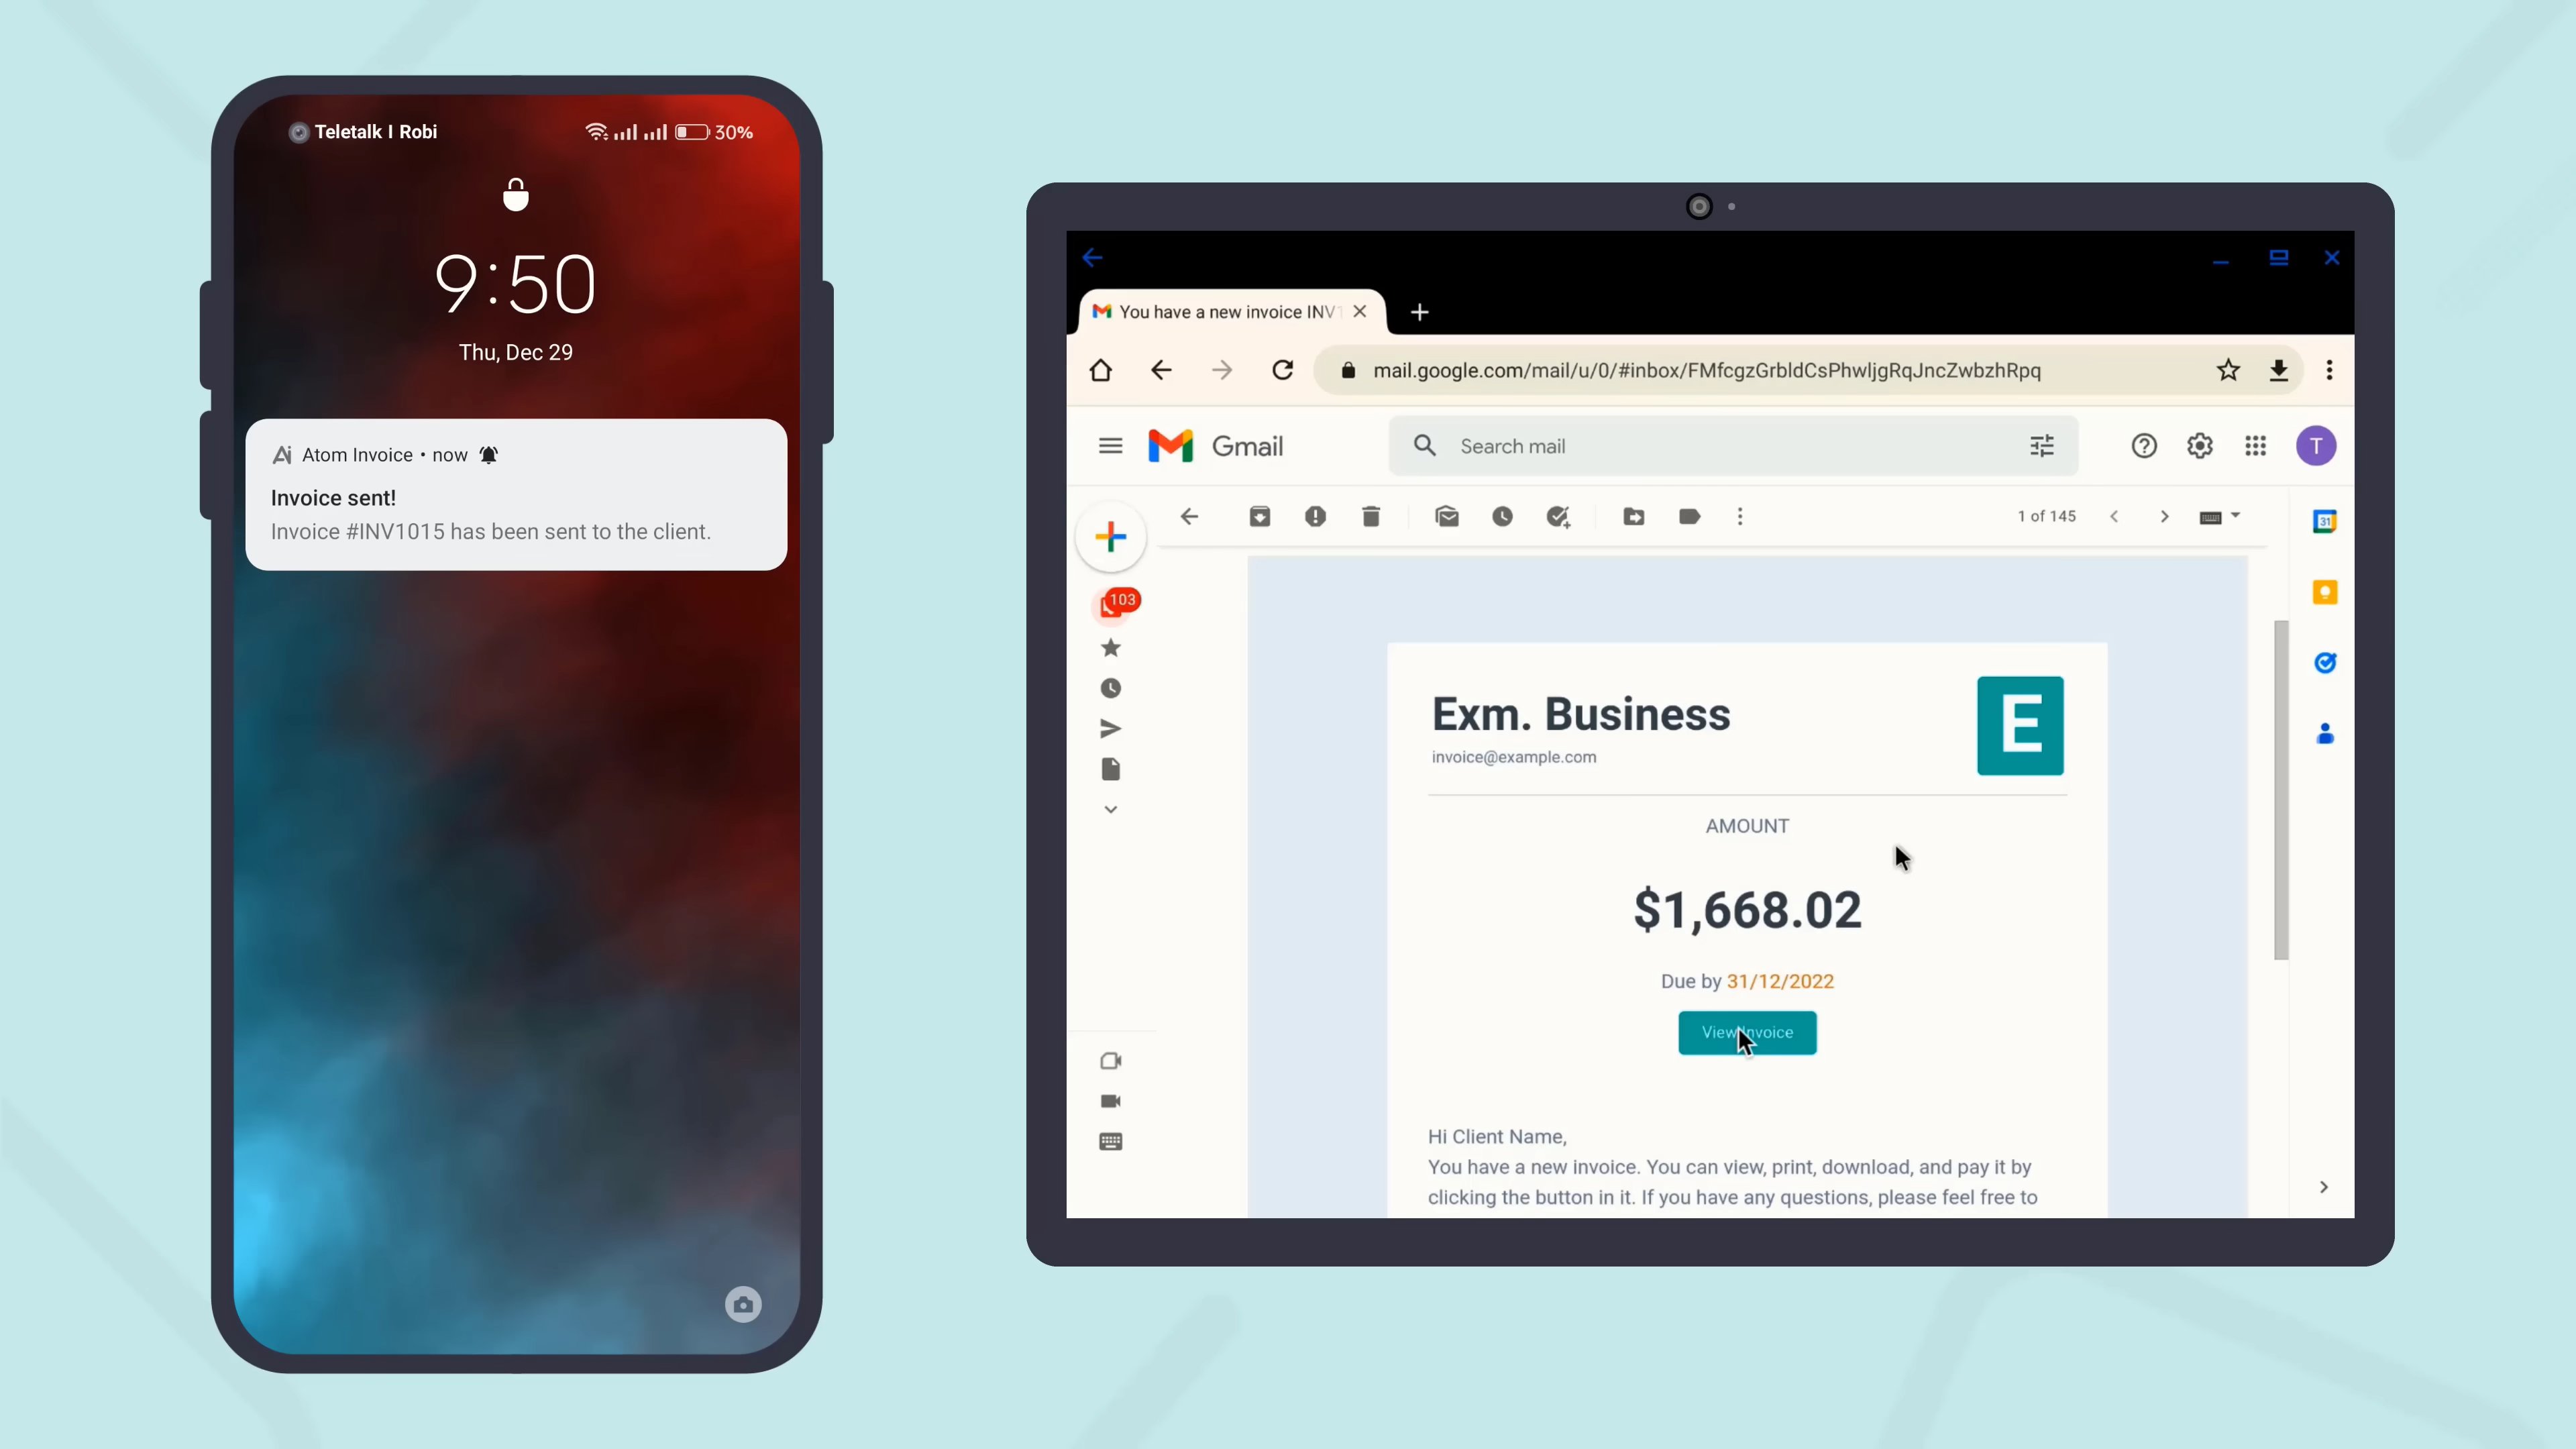 Teletalk I Robi
30%
9:50
Thu, Dec 29
Atom Invoice • now
Invoice sent!
Invoice #INV1015 has been sent to the client.
You have a new invoice INV
mail.google.com/mail/u/0/#inbox/FMfcgzGrbldCsPhwljgRqJncZwbzhRpq
Gmail
Search mail
T
1 of 145
31
103
Exm. Business
E
invoice@example.com
AMOUNT
$1,668.02
Due by 31/12/2022
View Invoice
Hi Client Name,
You have a new invoice. You can view, print, download, and pay it by
clicking the button in it. If you have any questions, please feel free to